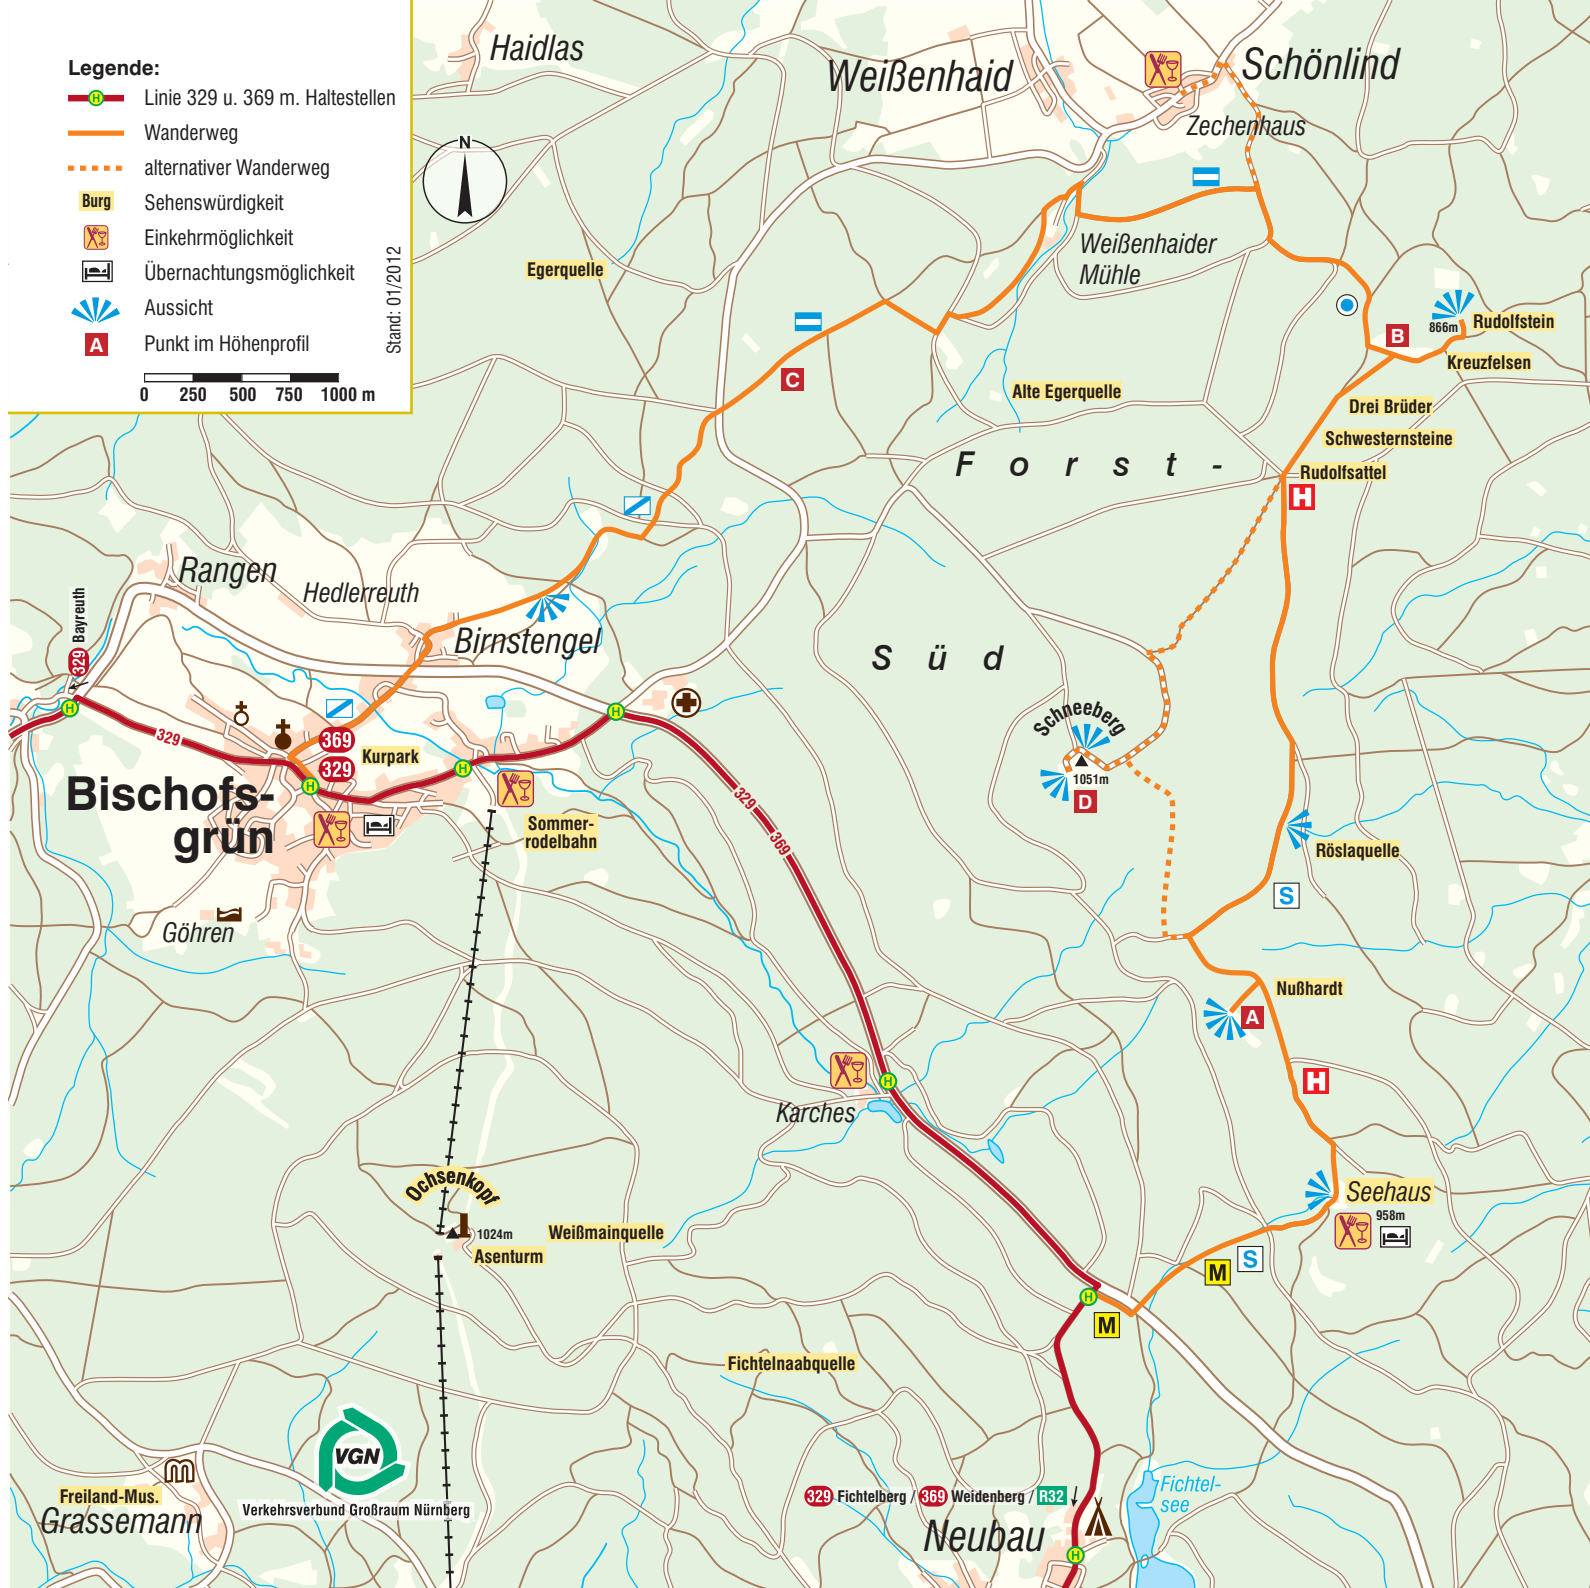 Legende:
H
Linie 329 u. 369 m. Haltestellen
Wanderweg
alternativer Wanderweg
Burg
Sehenswürdigkeit
Einkehrmöglichkeit
Übernachtungsmöglichkeit
Aussicht
A
Punkt im Höhenprofil
0 250 500 750 1000 m
Stand: 01/2012
N
Haidlas
Weißenhaid
Schönlind
Zechenhaus
Weißenhaider
Mühle
Egerquelle
866m
Rudolfstein
B
Kreuzfelsen
C
Alte Egerquelle
Drei Brüder
Schwesternsteine
Rudolfsattel
H
Forst-
Süd
Rangen
Hedlerreuth
Birnstengel
329 Bayreuth
H
329
369
329
H
Kurpark
H
H
Bischofs-
grün
Sommer-
rodelbahn
Göhren
329
369
Schneeberg
1051m
D
Röslaquelle
S
Nußhardt
A
H
H
Karches
Seehaus
958m
S
M
H
M
Ochsenkopf
1024m
Asenturm
Weißmainquelle
Fichtelnaabquelle
VGN
Verkehrsverbund Großraum Nürnberg
Freiland-Mus.
Grassemann
329 Fichtelberg / 369 Weidenberg / R32
Neubau
H
Fichtel-
see